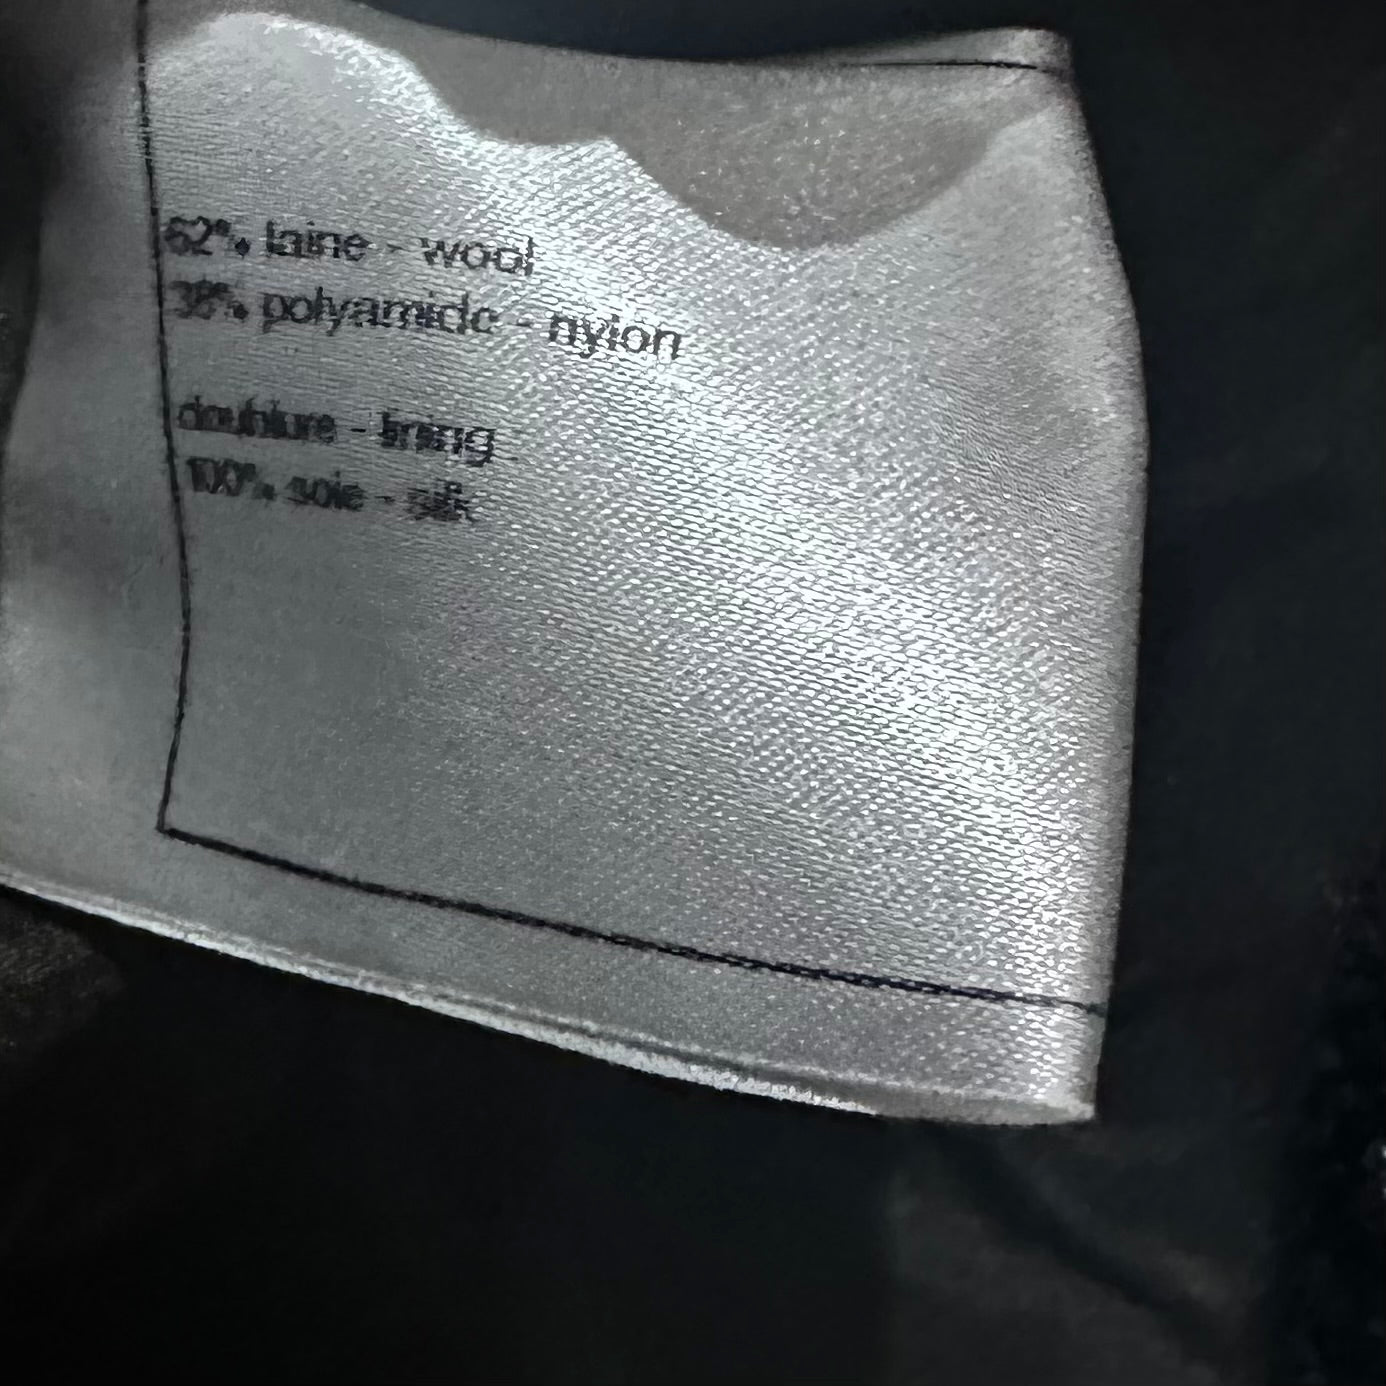 62% laine - wool
38% polyamide - nylon
doublure - lining
100% soie - silk